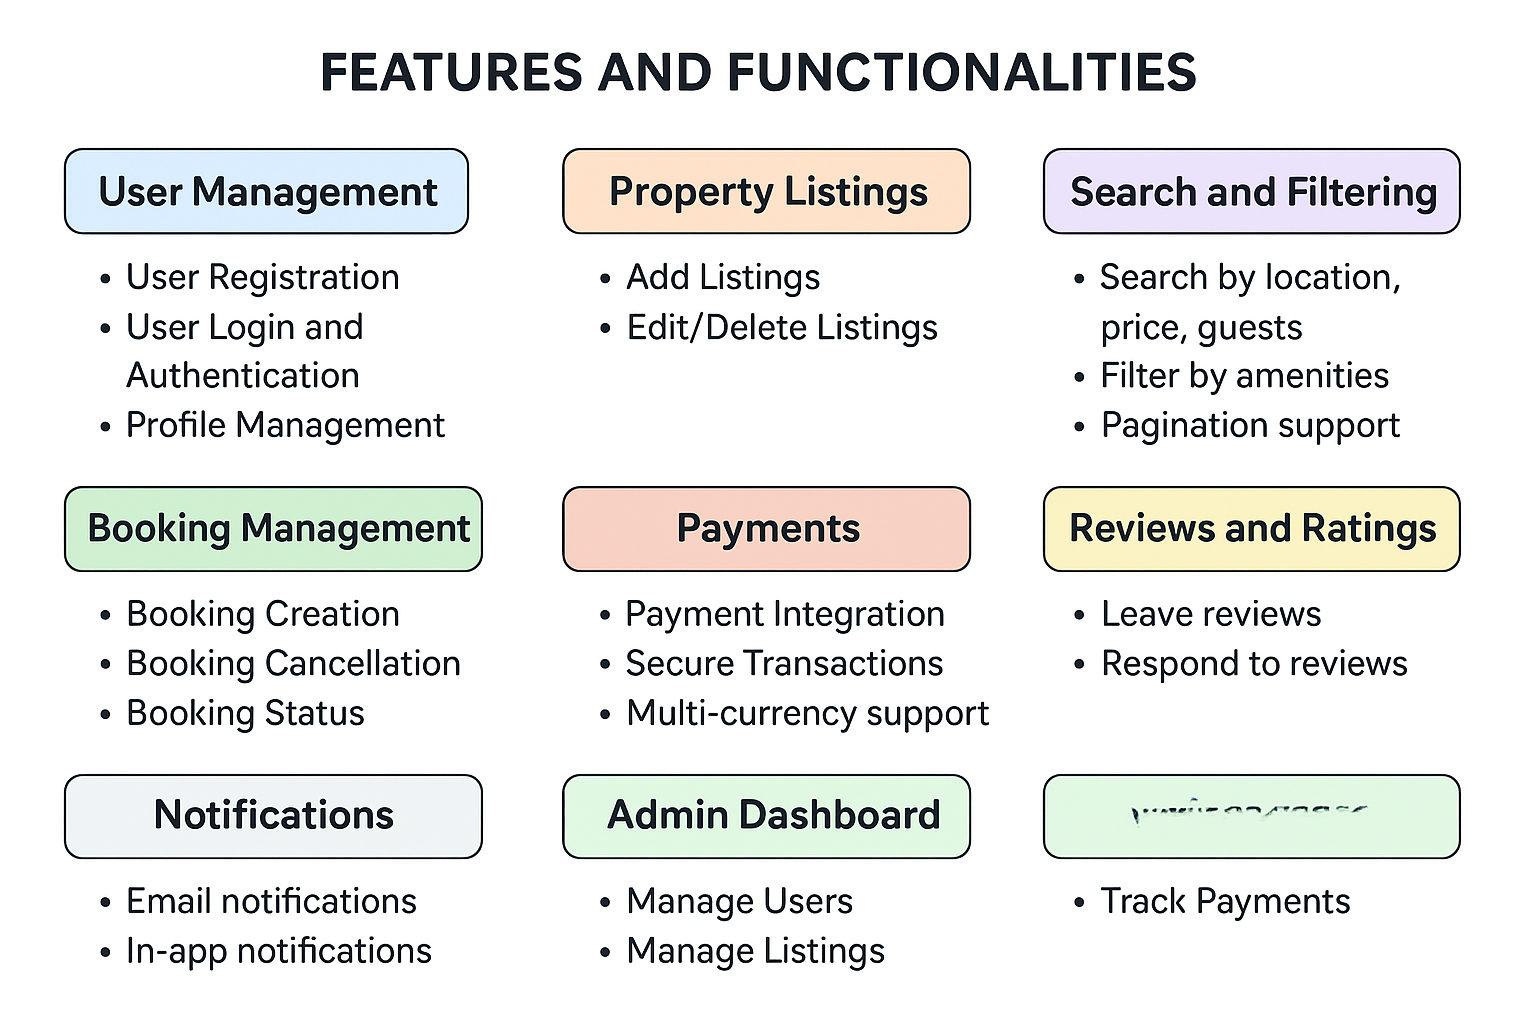 FEATURES AND FUNCTIONALITIES
User Management
• User Registration
• User Login and
Authentication
• Profile Management
Property Listings
• Add Listings
• Edit/Delete Listings
Search and Filtering
• Search by location,
price, guests
• Filter by amenities
• Pagination support
Booking Management
• Booking Creation
• Booking Cancellation
• Booking Status
Payments
• Payment Integration
• Secure Transactions
• Multi-currency support
Reviews and Ratings
• Leave reviews
• Respond to reviews
Notifications
• Email notifications
• In-app notifications
Admin Dashboard
• Manage Users
• Manage Listings
• Track Payments